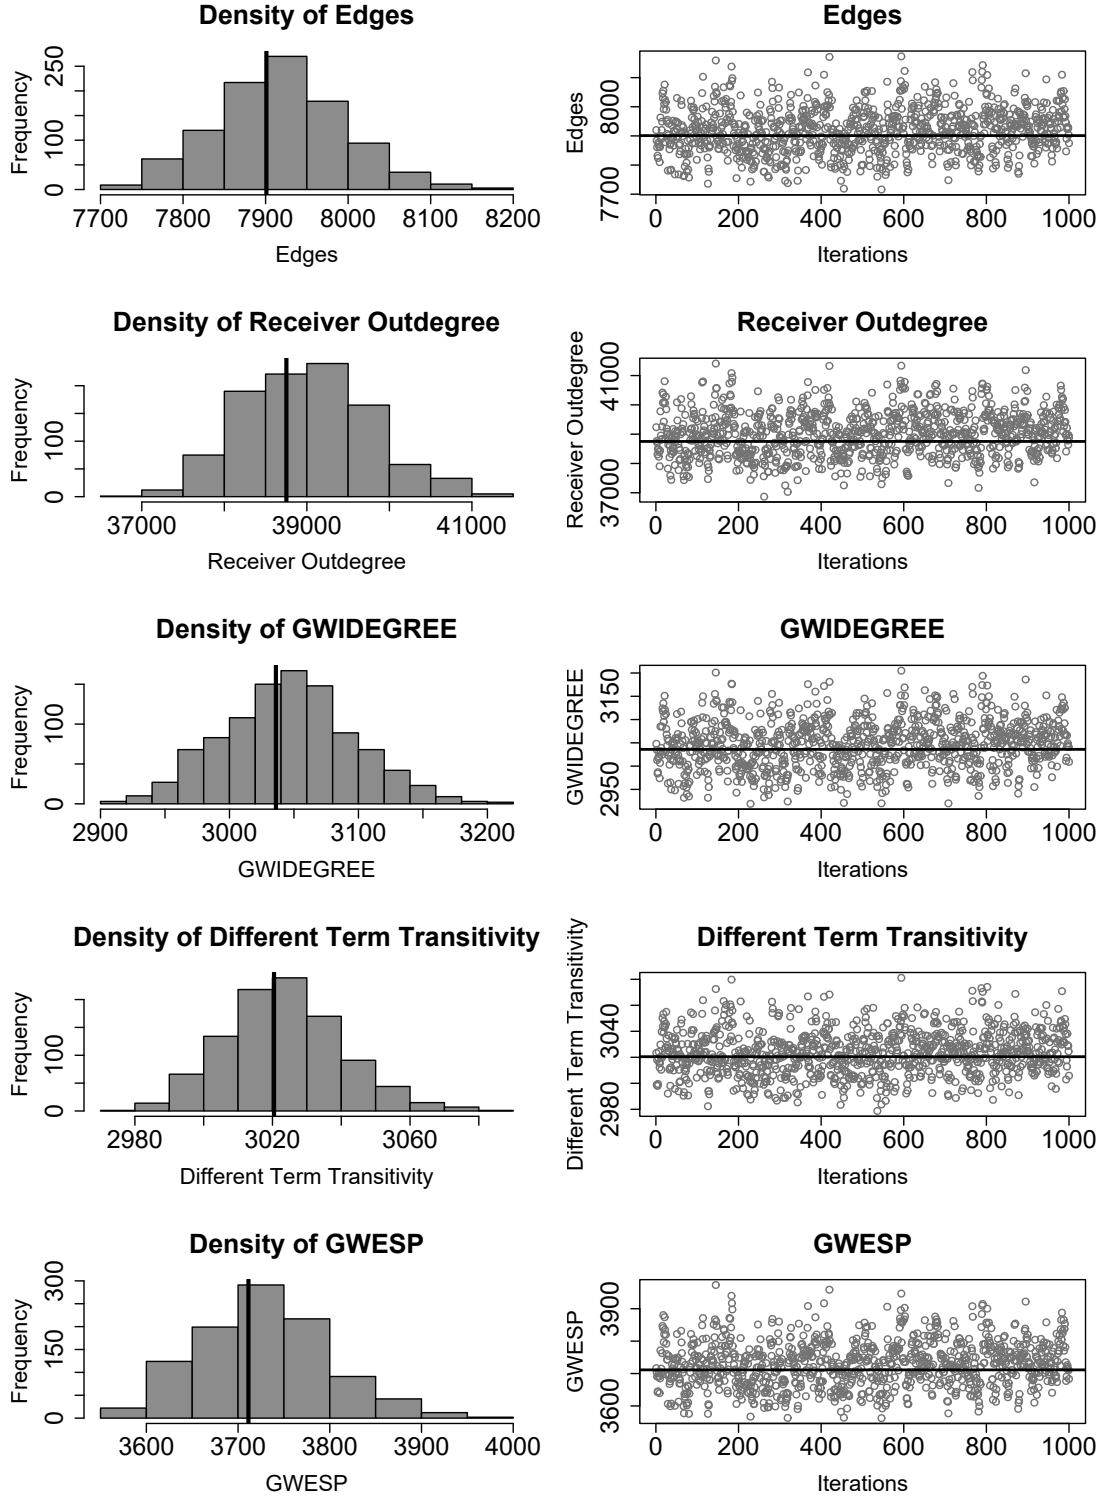 Density of Edges
Frequency
0 100 250
7700 7800 7900 8000 8100 8200
Edges
Edges
Edges
7700 8000
0 200 400 600 800 1000
Iterations
Density of Receiver Outdegree
Frequency
0 100
37000 39000 41000
Receiver Outdegree
Receiver Outdegree
Receiver Outdegree
37000 41000
0 200 400 600 800 1000
Iterations
Density of GWIDEGREE
Frequency
0 100
2900 3000 3100 3200
GWIDEGREE
GWIDEGREE
GWIDEGREE
2950 3150
0 200 400 600 800 1000
Iterations
Density of Different Term Transitivity
Frequency
0 100
2980 3020 3060
Different Term Transitivity
Different Term Transitivity
Different Term Transitivity
2980 3040
0 200 400 600 800 1000
Iterations
Density of GWESP
Frequency
0 150 300
3600 3700 3800 3900 4000
GWESP
GWESP
GWESP
3600 3900
0 200 400 600 800 1000
Iterations